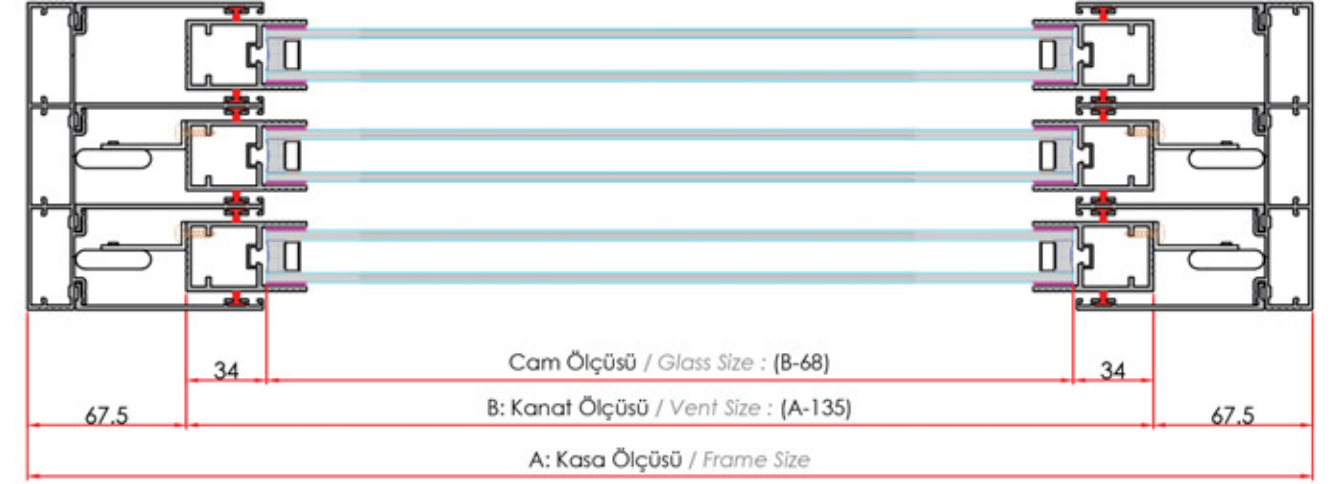 Cam Ölçüsü / Glass Size : (B-68)
34
34
B: Kanat Ölçüsü / Vent Size : (A-135)
67.5
67.5
A: Kasa Ölçüsü / Frame Size